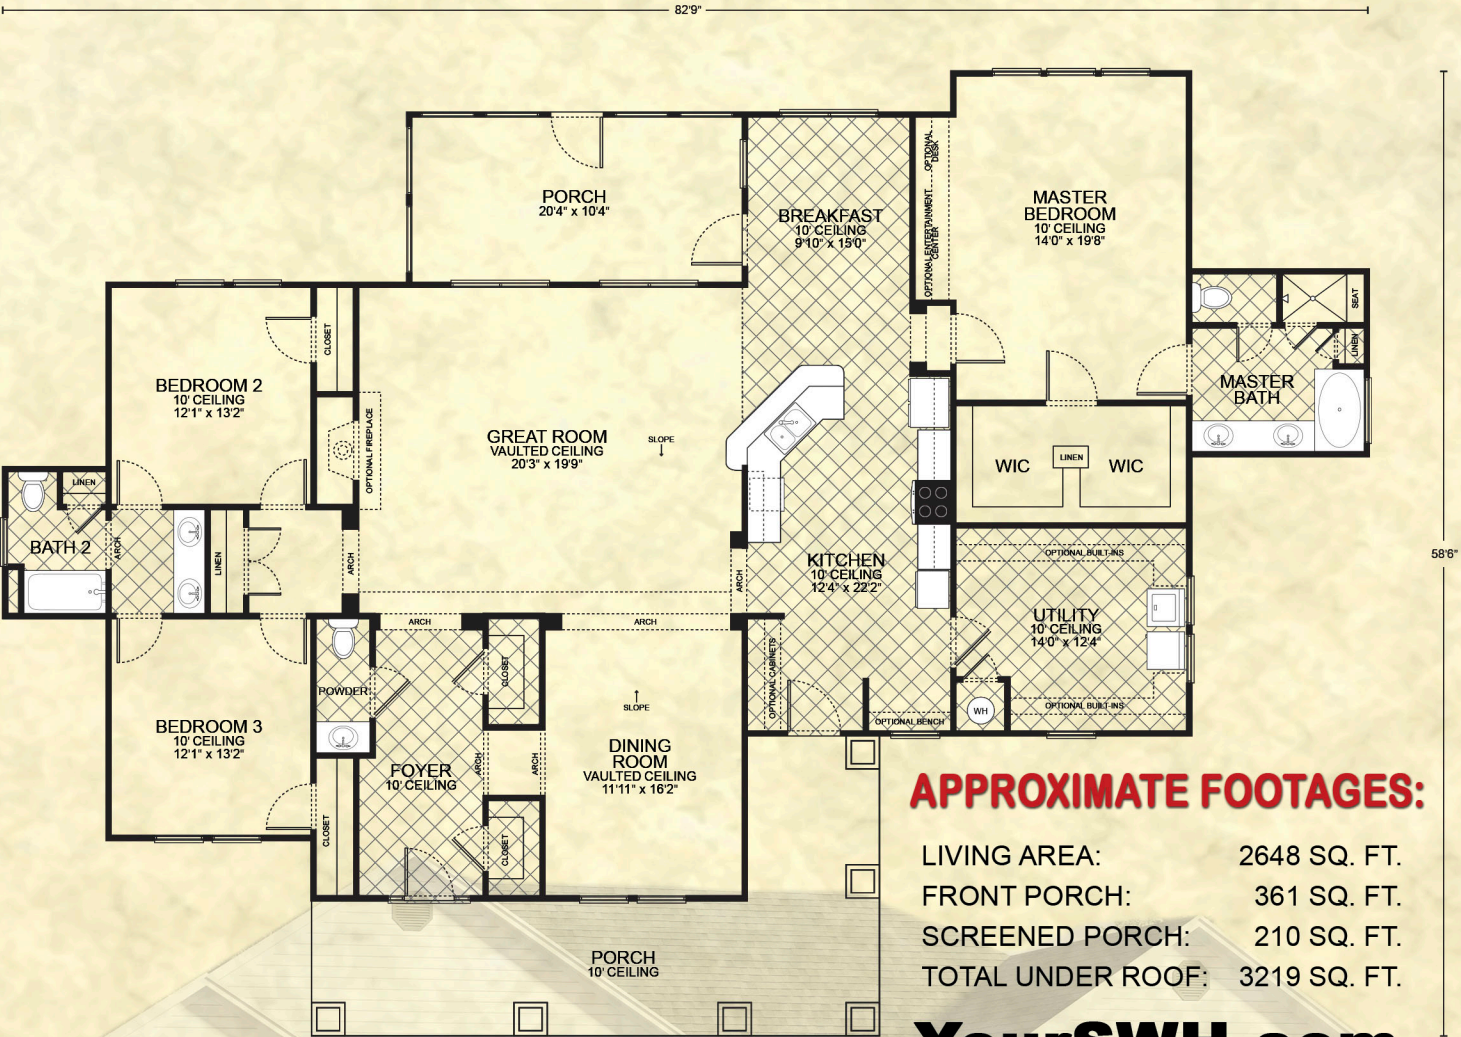 82'9"
PORCH
20'4" x 10'4"
BREAKFAST
10' CEILING
9'10" x 15'0"
OPTIONAL DESK
OPTIONAL ENTERTAINMENT CENTER
MASTER
BEDROOM
10' CEILING
14'0" x 19'8"
SEAT
LINEN
MASTER
BATH
BEDROOM 2
10' CEILING
12'1" x 13'2"
CLOSET
OPTIONAL FIREPLACE
GREAT ROOM
VAULTED CEILING
20'3" x 19'9"
SLOPE
WIC
LINEN
WIC
LINEN
BATH 2
ARCH
LINEN
ARCH
ARCH
KITCHEN
10' CEILING
12'4" x 22'2"
OPTIONAL BUILT-INS
UTILITY
10' CEILING
14'0" x 12'4"
OPTIONAL BUILT-INS
WH
58'6"
ARCH
ARCH
POWDER
CLOSET
OPTIONAL CABINETS
OPTIONAL BENCH
SLOPE
BEDROOM 3
10' CEILING
12'1" x 13'2"
CLOSET
FOYER
10' CEILING
ARCH
ARCH
CLOSET
DINING
ROOM
VAULTED CEILING
11'11" x 16'2"
PORCH
10' CEILING
APPROXIMATE FOOTAGES:
LIVING AREA: 2648 SQ. FT.
FRONT PORCH: 361 SQ. FT.
SCREENED PORCH: 210 SQ. FT.
TOTAL UNDER ROOF: 3219 SQ. FT.
YourSWH.com